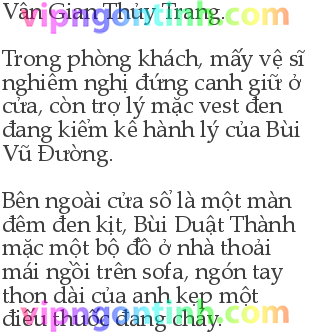 Vân Gian Thủy Trang.
vipngontinh.com
Trong phòng khách, mấy vệ sĩ
nghiêm nghị đứng canh giữ ở
cửa, còn trợ lý mặc vest đen
đang kiểm kê hành lý của Bùi
Vũ Đường.
Bên ngoài cửa sổ là một màn
đêm đen kịt, Bùi Duật Thành
mặc một bộ đồ ở nhà thoải
mái ngồi trên sofa, ngón tay
thon dài của anh kẹp một
điếu thuốc đang cháy.
vipngontinh.com